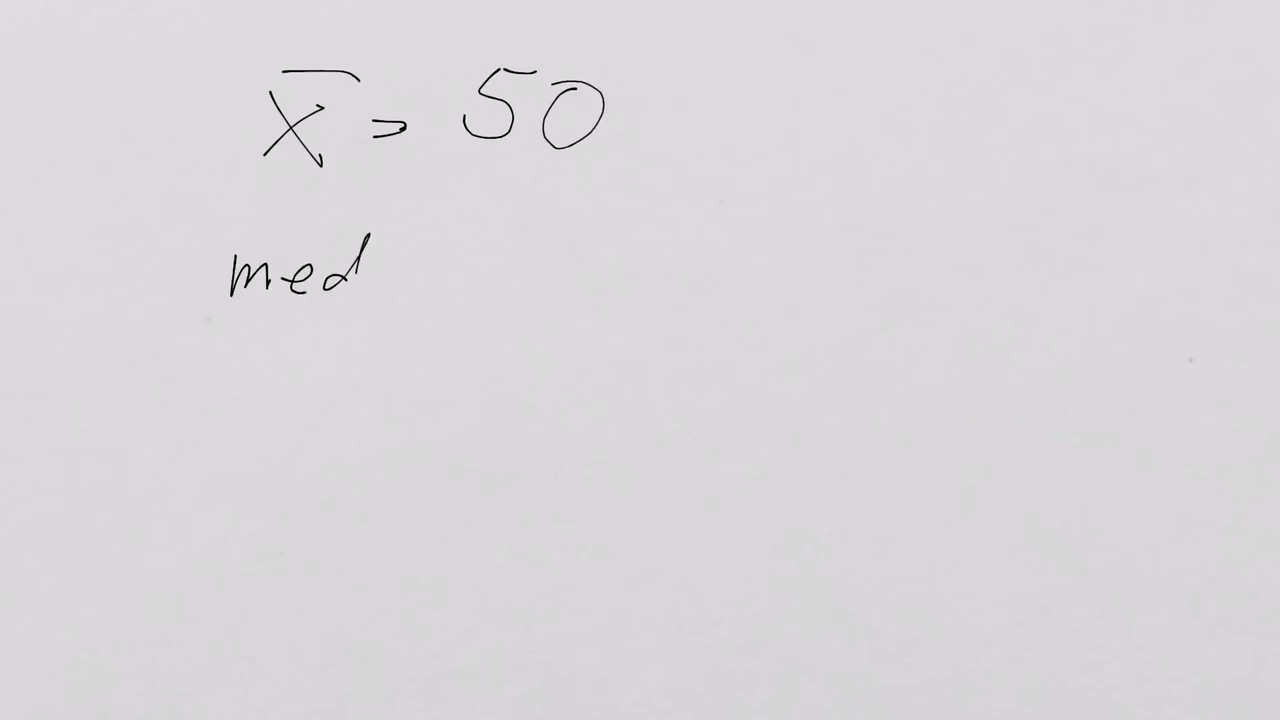 x̄ = 50
med